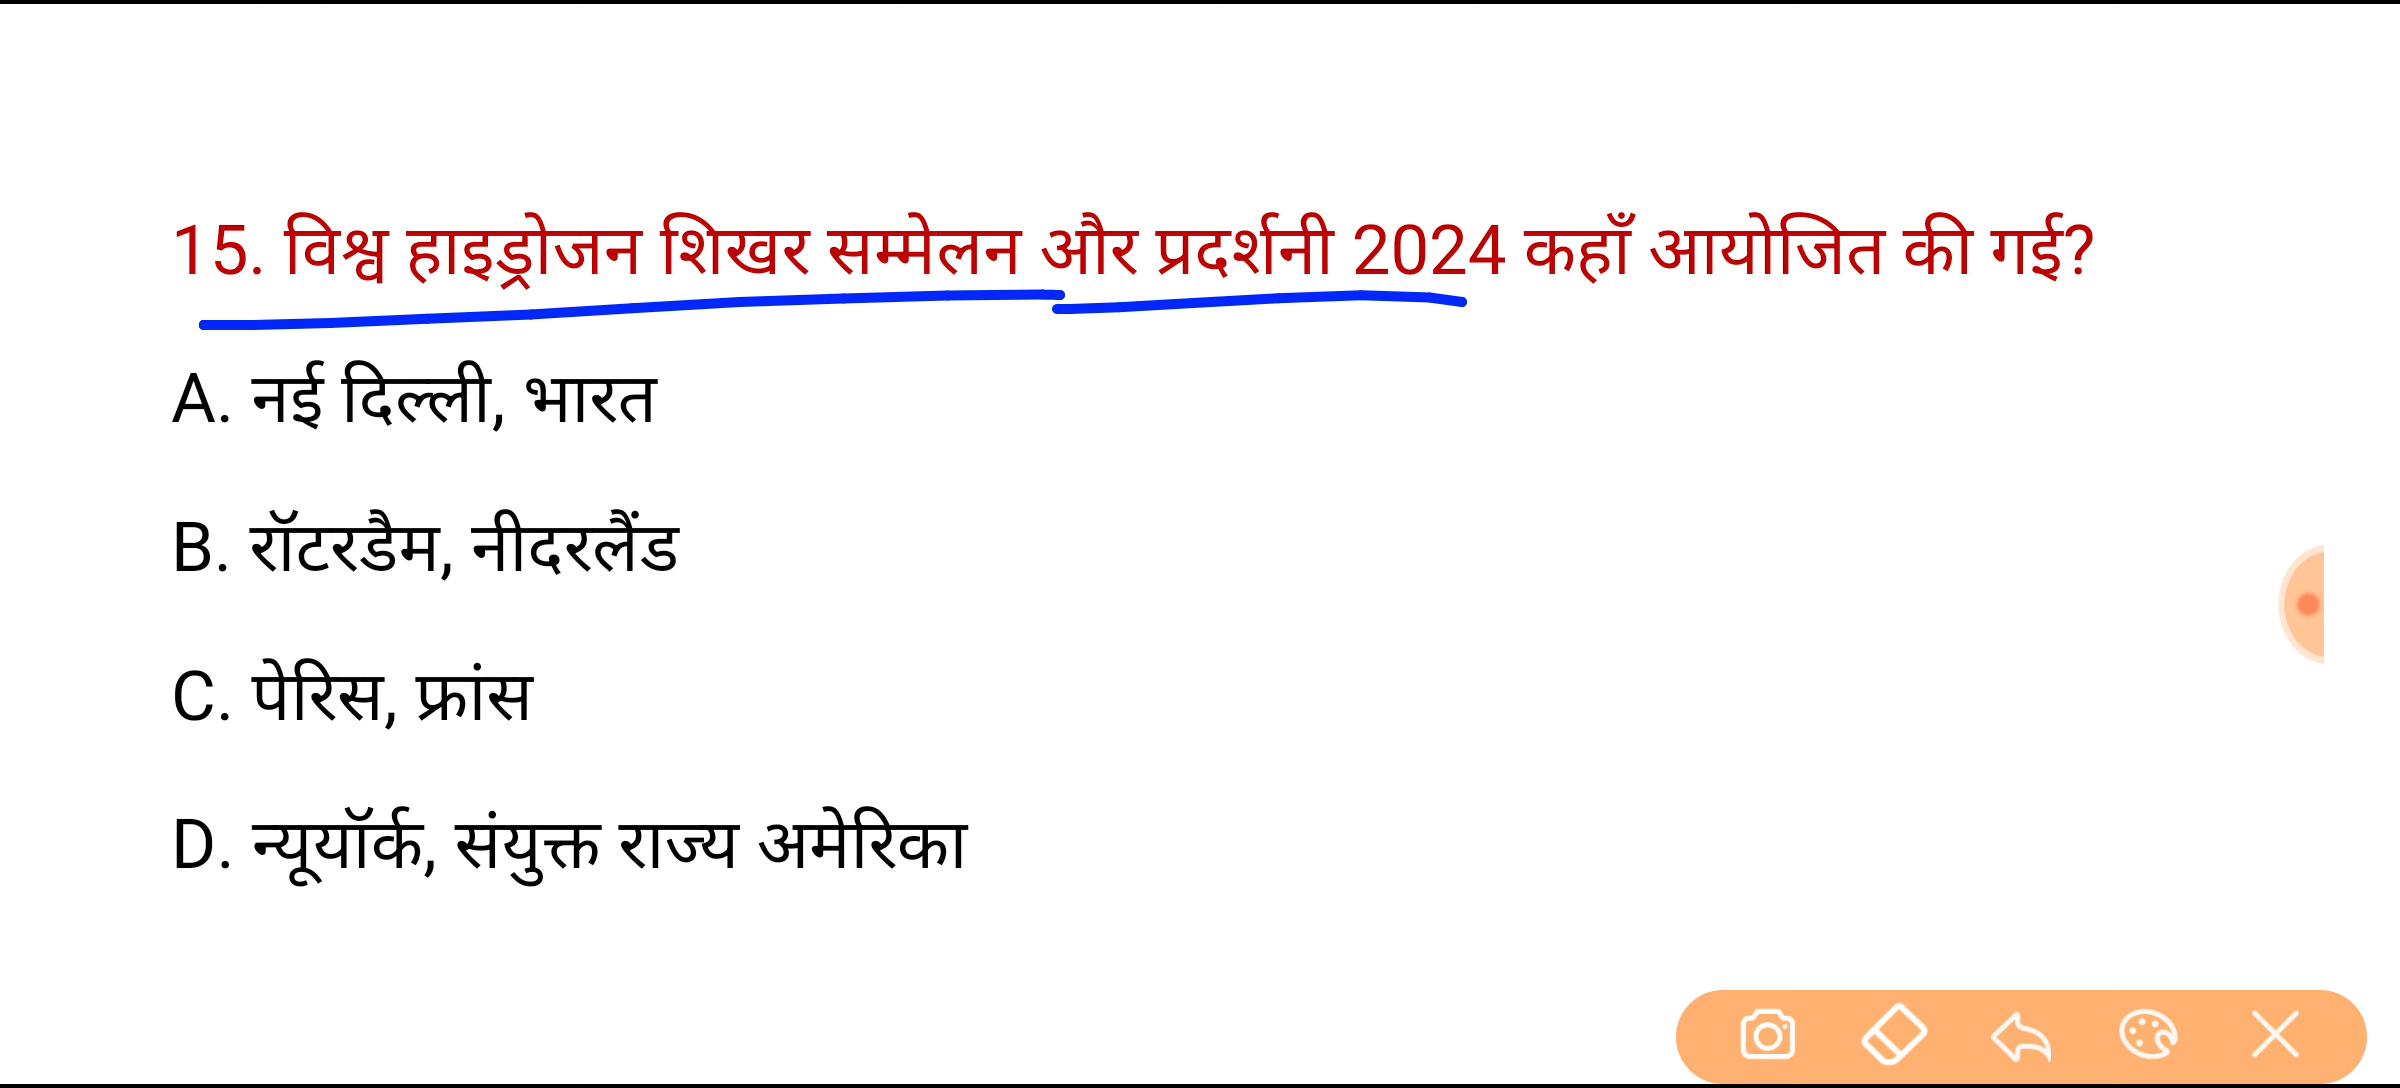 15. विश्व हाइड्रोजन शिखर सम्मेलन और प्रदर्शनी 2024 कहाँ आयोजित की गई?
A. नई दिल्ली, भारत
B. रॉटरडैम, नीदरलैंड
C. पेरिस, फ्रांस
D. न्यूयॉर्क, संयुक्त राज्य अमेरिका